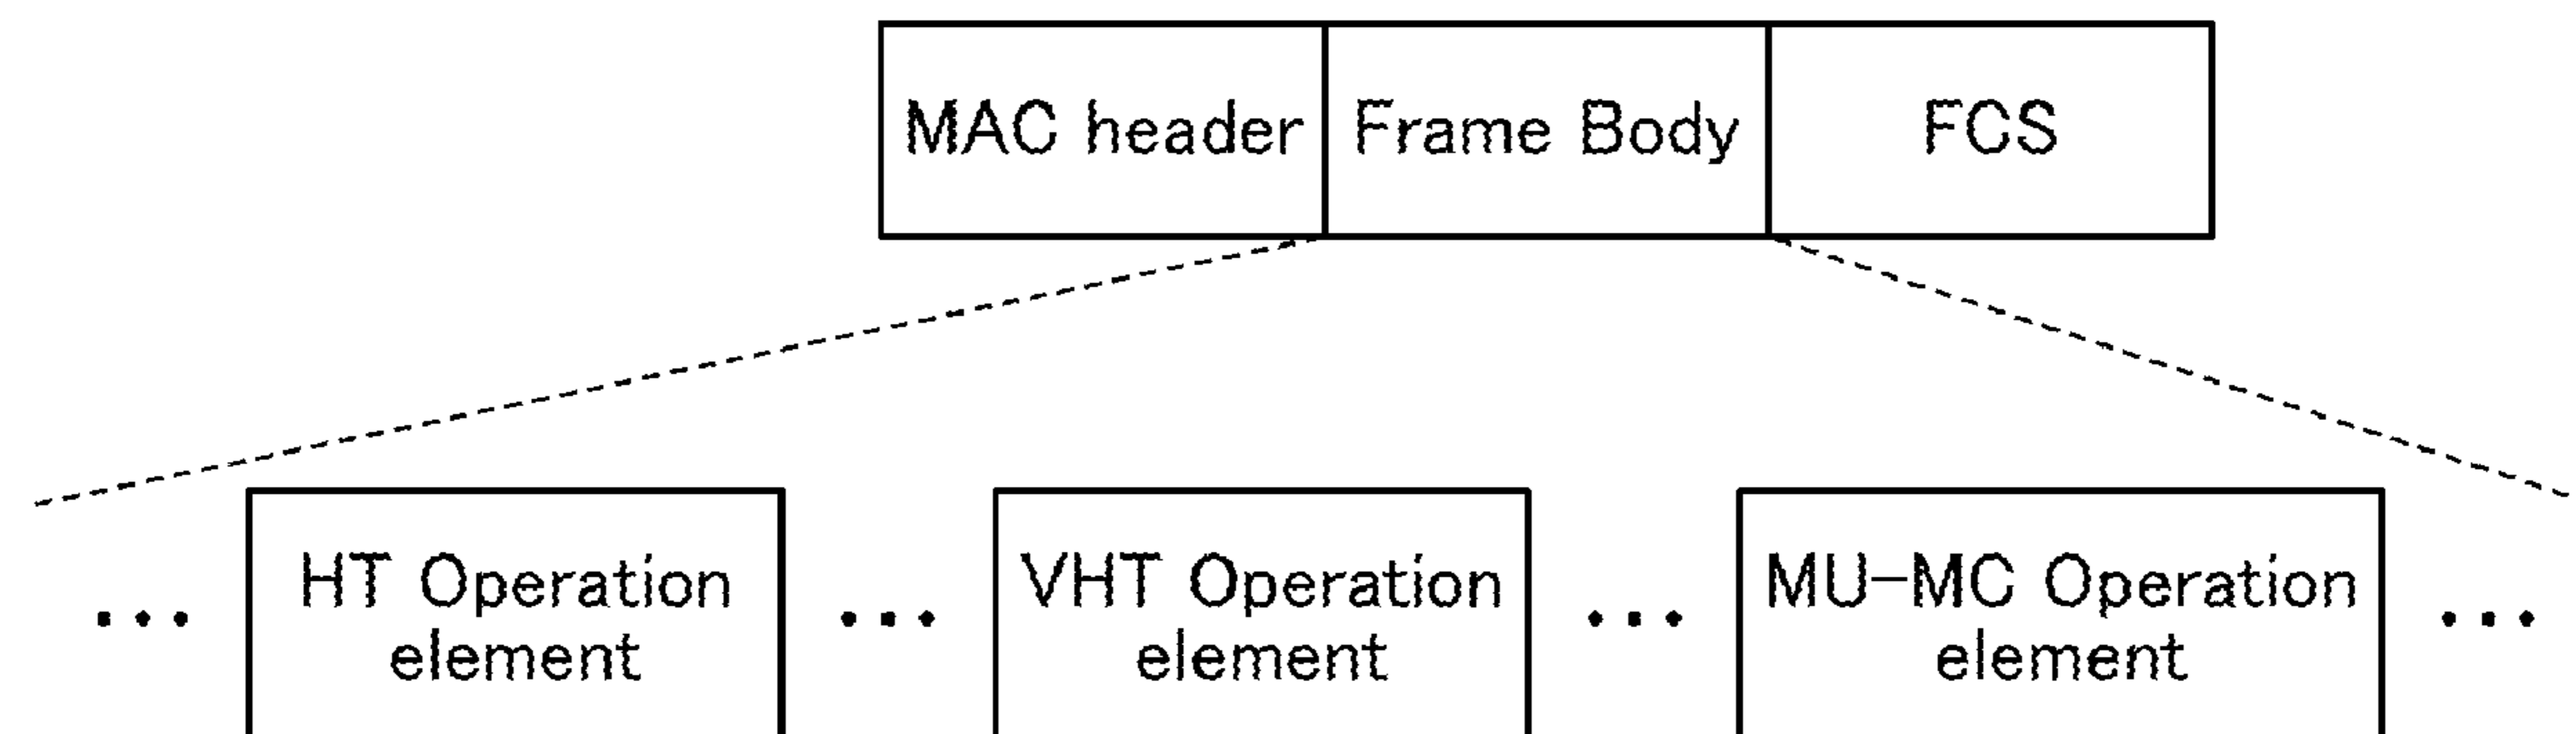 MAC header Frame Body FCS
... HT Operation ... VHT Operation ... MU-MC Operation ...
element element element